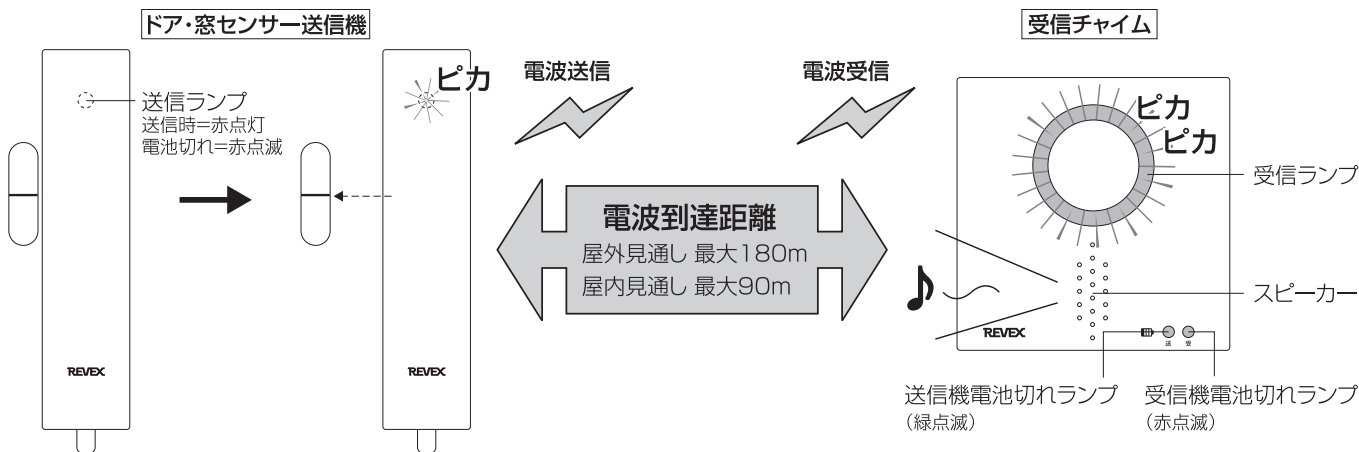 ドア・窓センサー送信機
送信ランプ
送信時=赤点灯
電池切れ=赤点滅
REVEX
ピカ
REVEX
電波送信
電波受信
電波到達距離
屋外見通し 最大180m
屋内見通し 最大90m
受信チャイム
ピカ
ピカ
受信ランプ
スピーカー
REVEX
送 受
送信機電池切れランプ
(緑点滅)
受信機電池切れランプ
(赤点滅)